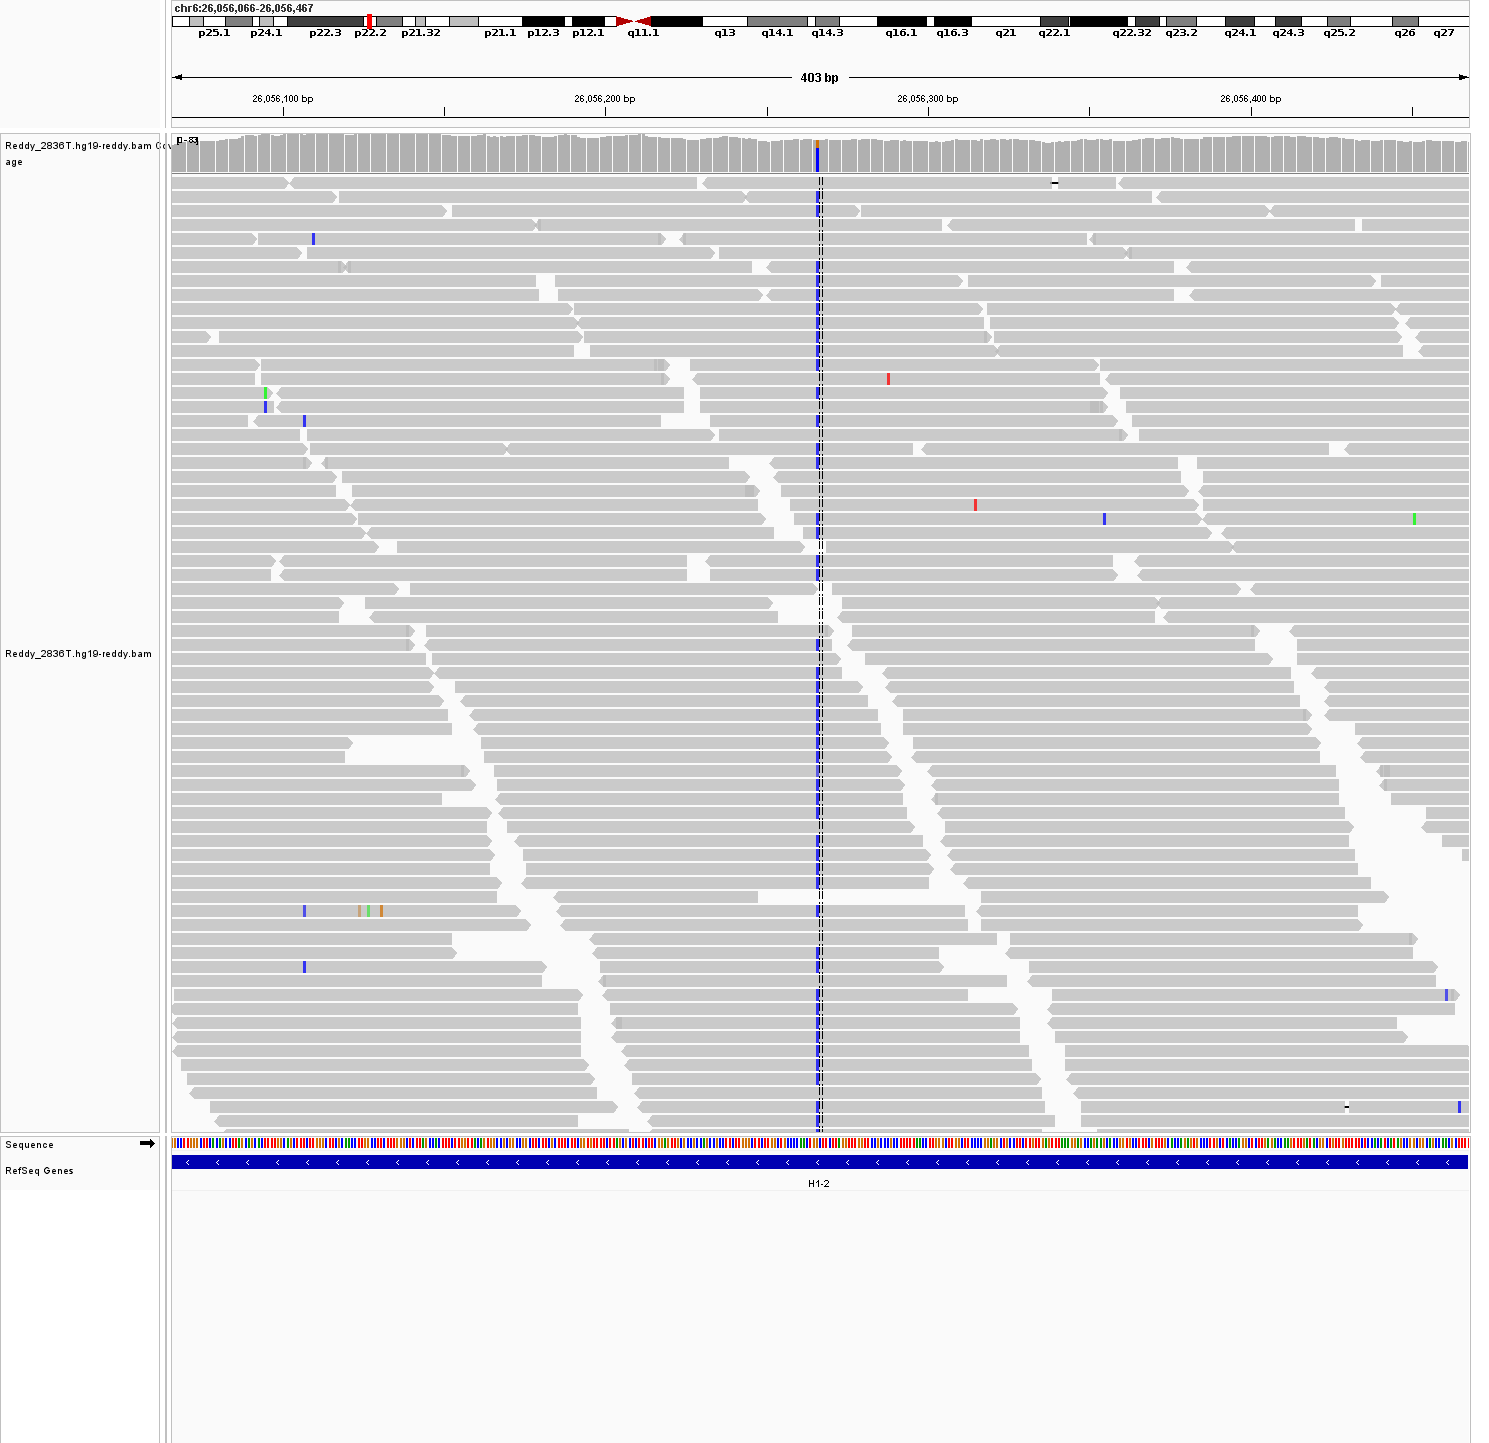 chr6:26,056,066-26,056,467
p25.1 p24.1 p22.3 p22.2 p21.32 p21.1 p12.3 p12.1 q11.1 q13 q14.1 q14.3 q16.1 q16.3 q21 q22.1 q22.32 q23.2 q24.1 q24.3 q25.2 q26 q27
403 bp
26,056,100 bp 26,056,200 bp 26,056,300 bp 26,056,400 bp
Reddy_2836T.hg19-reddy.bam Cov
age
Reddy_2836T.hg19-reddy.bam
Sequence
RefSeq Genes
H1-2